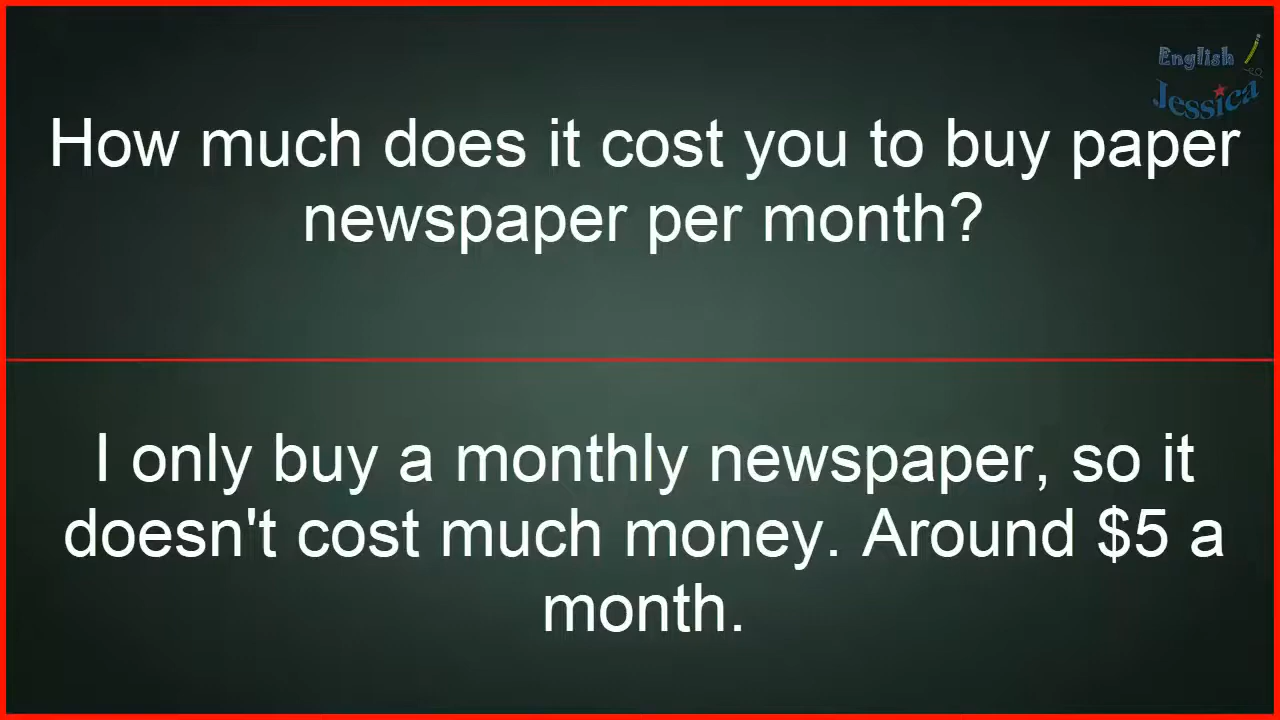 English
Jessica
How much does it cost you to buy paper
newspaper per month?
I only buy a monthly newspaper, so it
doesn't cost much money. Around $5 a
month.